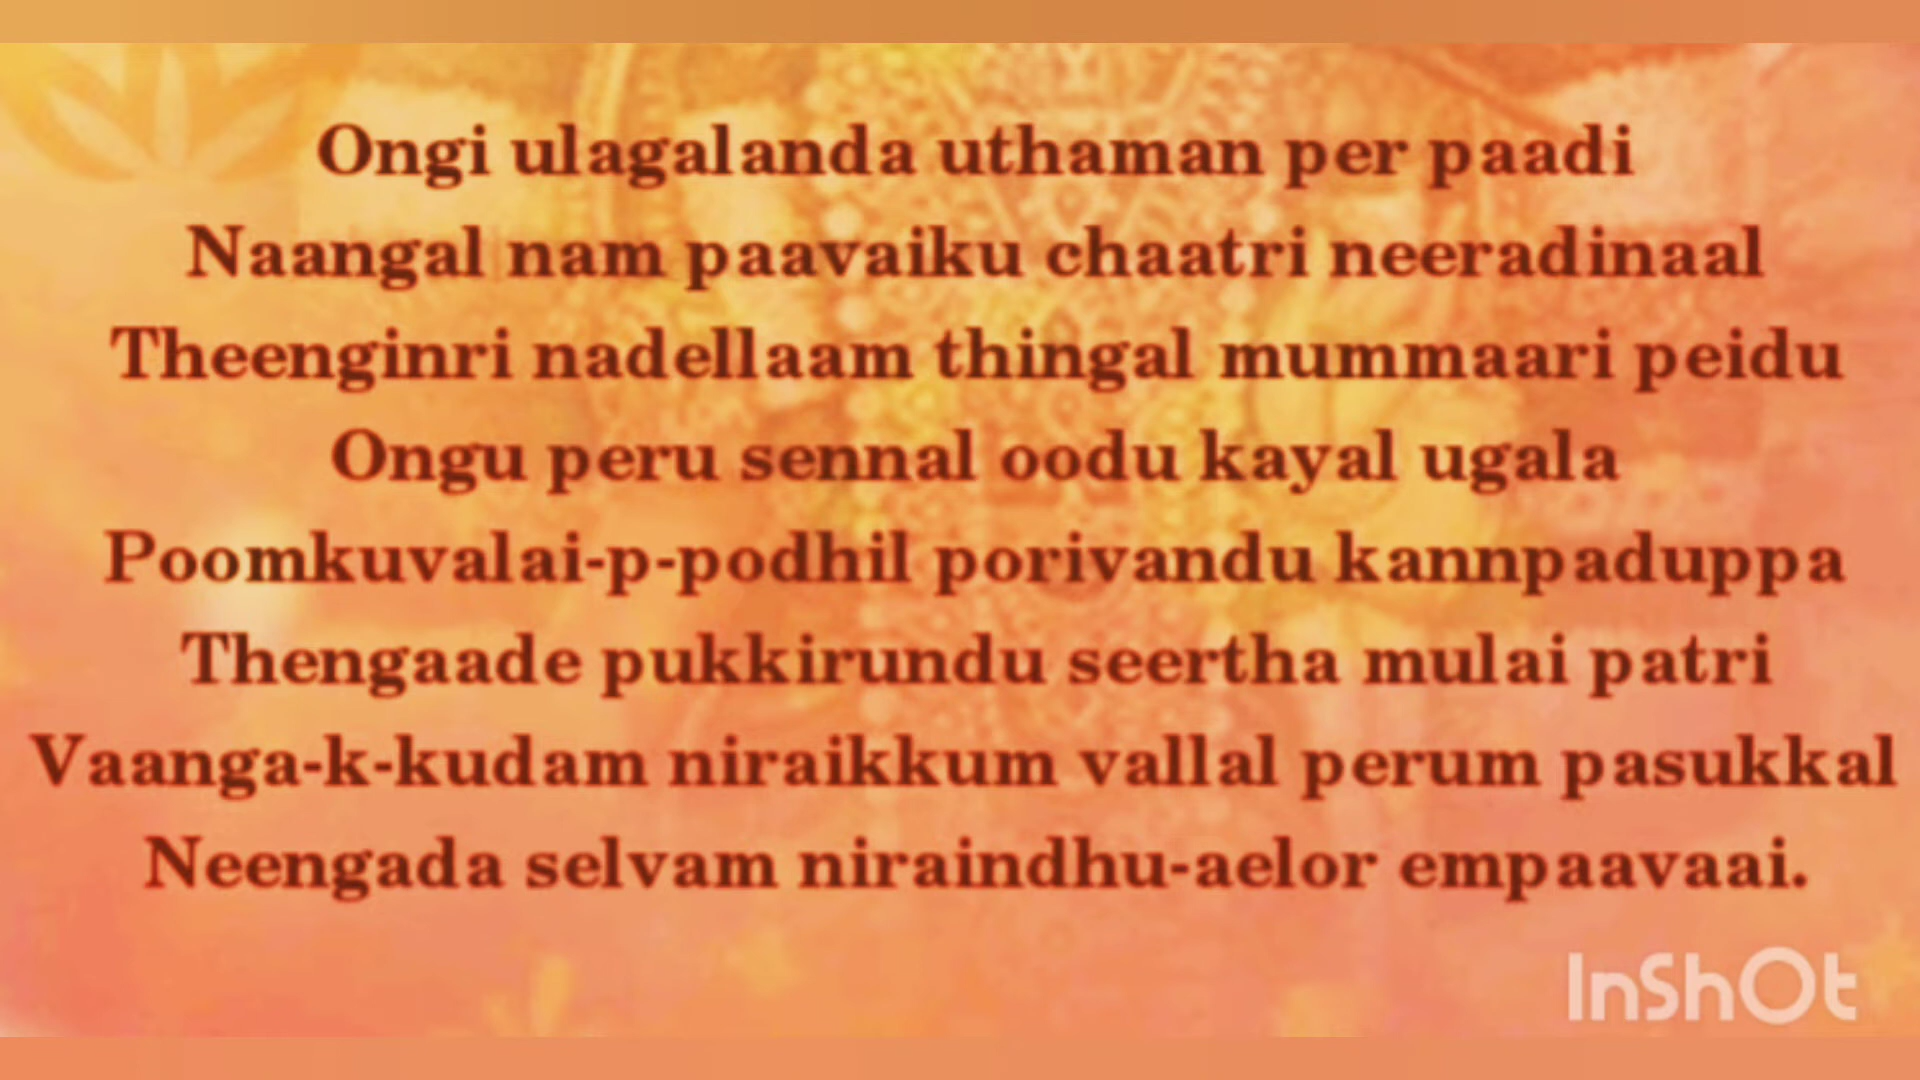 Ongi ulagalanda uthaman per paadi
Naangal nam paavaiku chaatri neeradinaal
Theenginri nadellaam thingal mummaari peidu
Ongu peru sennal oodu kayal ugala
Poomkuvalai-p-podhil porivandu kannpaduppa
Thengaade pukkirundu seertha mulai patri
Vaanga-k-kudam niraikkum vallal perum pasukkal
Neengada selvam niraindhu-aelor empaavaai.
InShOt